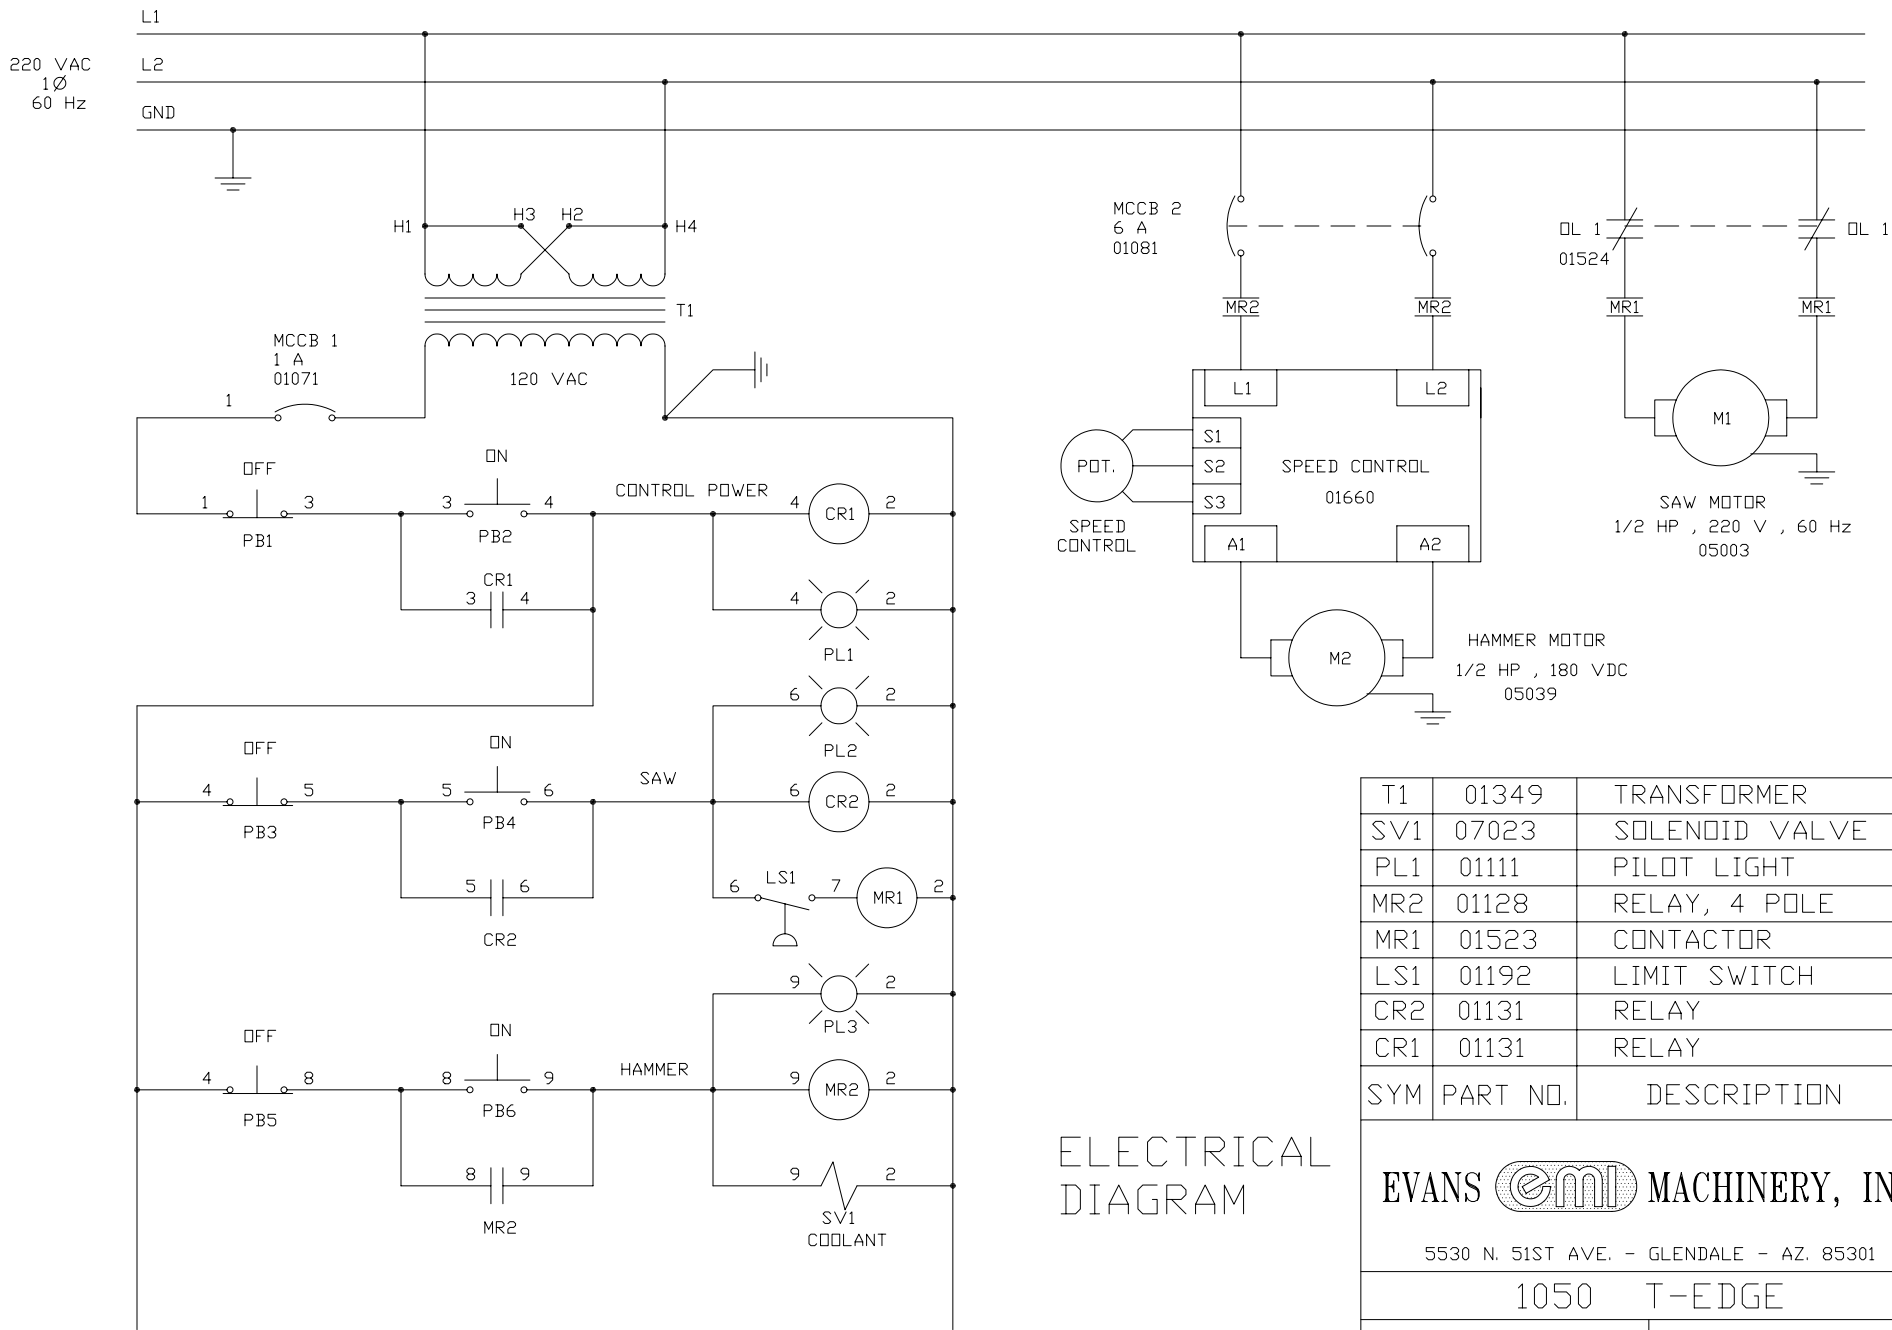 L1
220 VAC
1Ø
60 Hz
L2
GND
H1
H3
H2
H4
T1
MCCB 1
1 A
01071
120 VAC
1
OFF
ON
CONTROL POWER
1
3
3
4
4
CR1
2
PB1
PB2
CR1
3
4
4
2
PL1
6
2
PL2
OFF
ON
SAW
4
5
5
6
6
CR2
2
PB3
PB4
5
6
CR2
6
LS1
7
MR1
2
9
2
PL3
OFF
ON
HAMMER
4
8
8
9
9
MR2
2
PB5
PB6
8
9
MR2
9
2
SV1
COOLANT
MCCB 2
6 A
01081
MR2
MR2
L1
L2
S1
S2
S3
POT.
SPEED
CONTROL
SPEED CONTROL
01660
A1
A2
M2
HAMMER MOTOR
1/2 HP , 180 VDC
05039
OL 1
01524
OL 1
MR1
MR1
M1
SAW MOTOR
1/2 HP , 220 V , 60 Hz
05003
T1 01349 TRANSFORMER
SV1 07023 SOLENOID VALVE
PL1 01111 PILOT LIGHT
MR2 01128 RELAY, 4 POLE
MR1 01523 CONTACTOR
LS1 01192 LIMIT SWITCH
CR2 01131 RELAY
CR1 01131 RELAY
SYM PART NO. DESCRIPTION
ELECTRICAL
DIAGRAM
EVANS emi MACHINERY, IN
5530 N. 51ST AVE. - GLENDALE - AZ. 85301
1050 T-EDGE